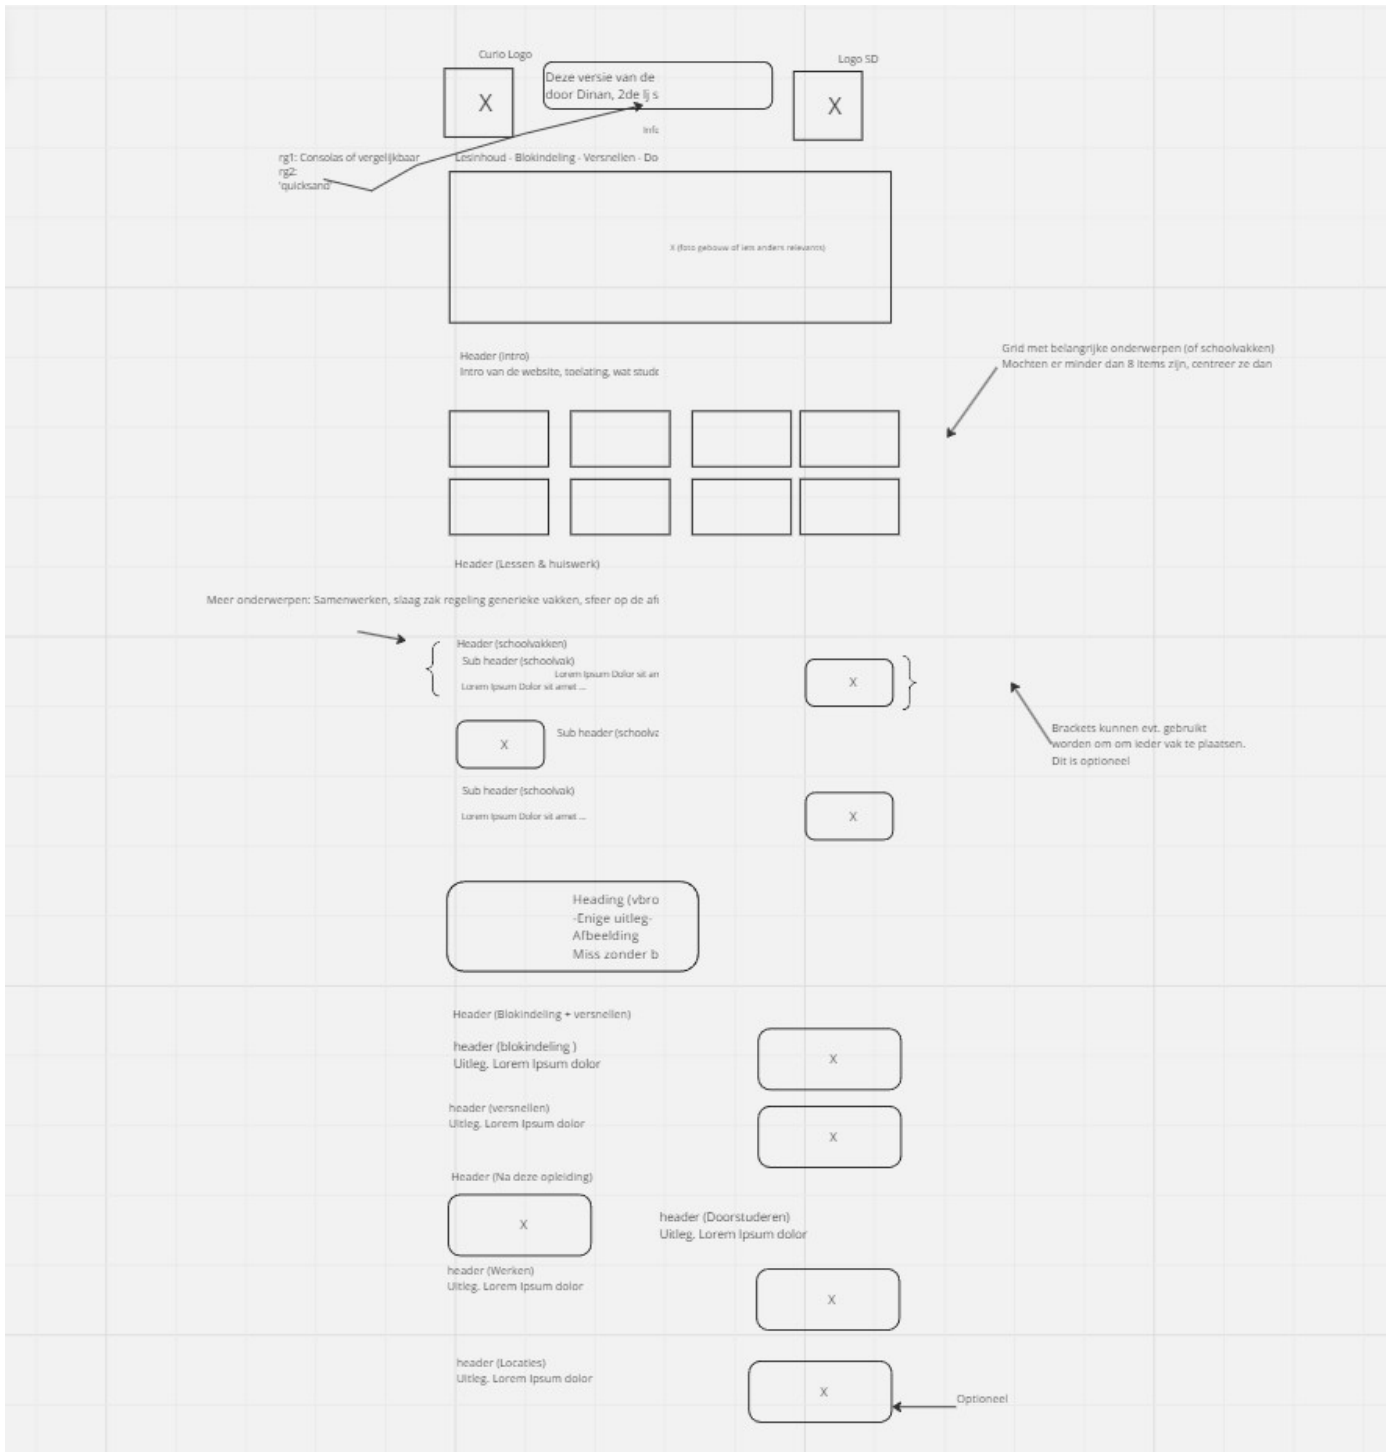 Curio Logo
Logo SD
X
Deze versie van de
door Dinan, 2de lj s
X
Info
rg1: Consolas of vergelijkbaar
rg2:
'quicksand'
Lesinhoud - Blokindeling - Versnellen - Do
X (foto gebouw of iets anders relevants)
Header (intro)
Intro van de website, toelating, wat stude
Grid met belangrijke onderwerpen (of schoolvakken)
Mochten er minder dan 8 items zijn, centreer ze dan
Header (Lessen & huiswerk)
Meer onderwerpen: Samenwerken, slaag zak regeling generieke vakken, sfeer op de af
Header (schoolvakken)
Sub header (schoolvak)
Lorem Ipsum Dolor sit am
Lorem Ipsum Dolor sit amet ...
X
X
Sub header (schoolva
Brackets kunnen evt. gebruikt
worden om om ieder vak te plaatsen.
Dit is optioneel
Sub header (schoolvak)
Lorem Ipsum Dolor sit amet ...
X
Heading (vbro
-Enige uitleg-
Afbeelding
Miss zonder b
Header (Blokindeling + versnellen)
header (blokindeling )
Uitleg. Lorem Ipsum dolor
X
header (versnellen)
Uitleg. Lorem Ipsum dolor
X
Header (Na deze opleiding)
X
header (Doorstuderen)
Uitleg. Lorem Ipsum dolor
header (Werken)
Uitleg. Lorem Ipsum dolor
X
header (Locaties)
Uitleg. Lorem Ipsum dolor
X
Optioneel